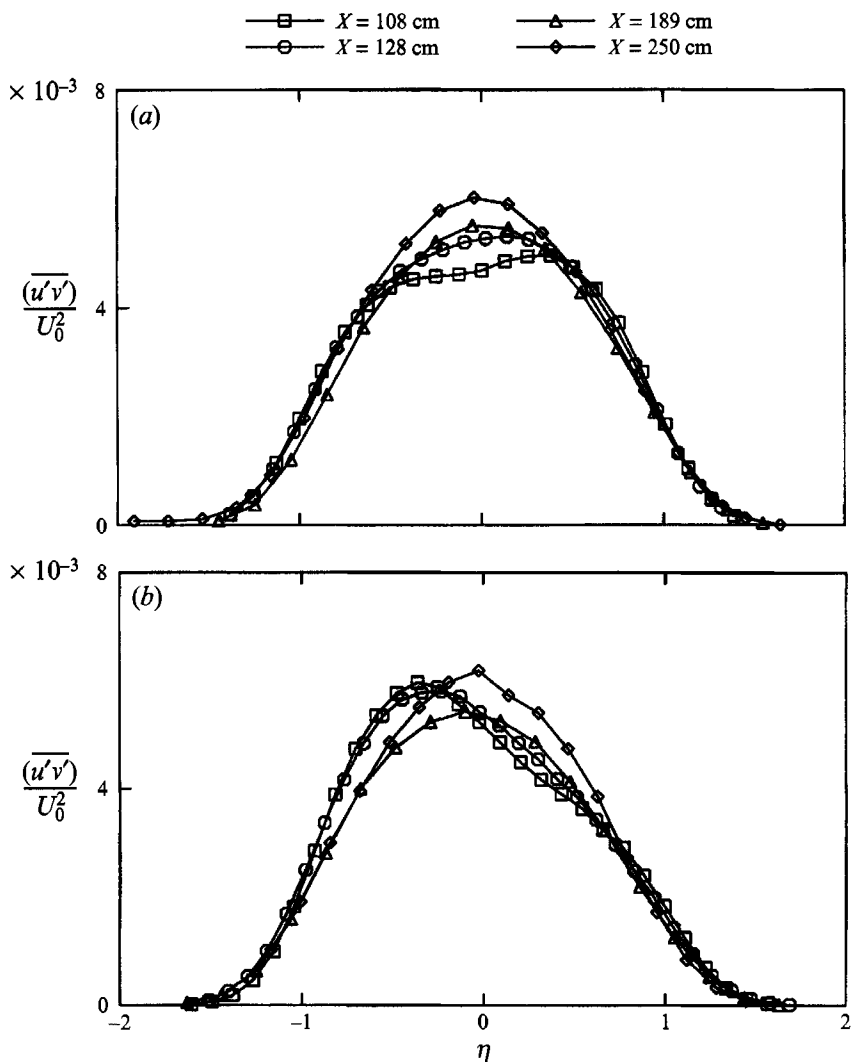 X = 108 cm
X = 189 cm
X = 128 cm
X = 250 cm
× 10⁻³
8
(a)
4
(u′v′)
U₀²
0
× 10⁻³
8
(b)
4
(u′v′)
U₀²
0
−2
−1
0
1
2
η